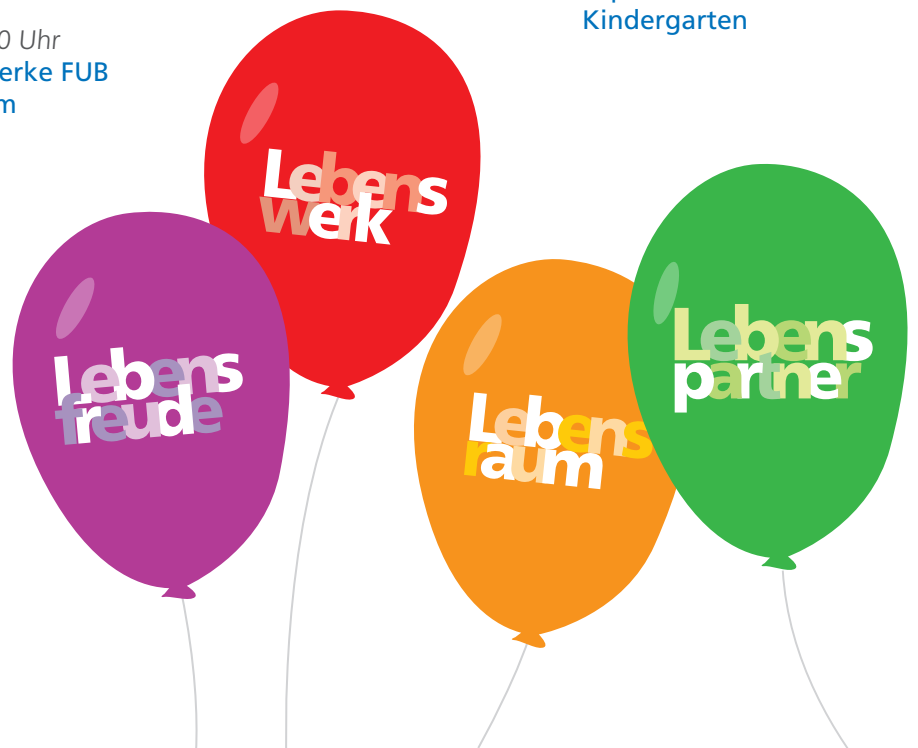 0 Uhr
erke FUB
m
Kindergarten
Lebens
werk
Lebens
freude
Lebens
raum
Lebens
partner